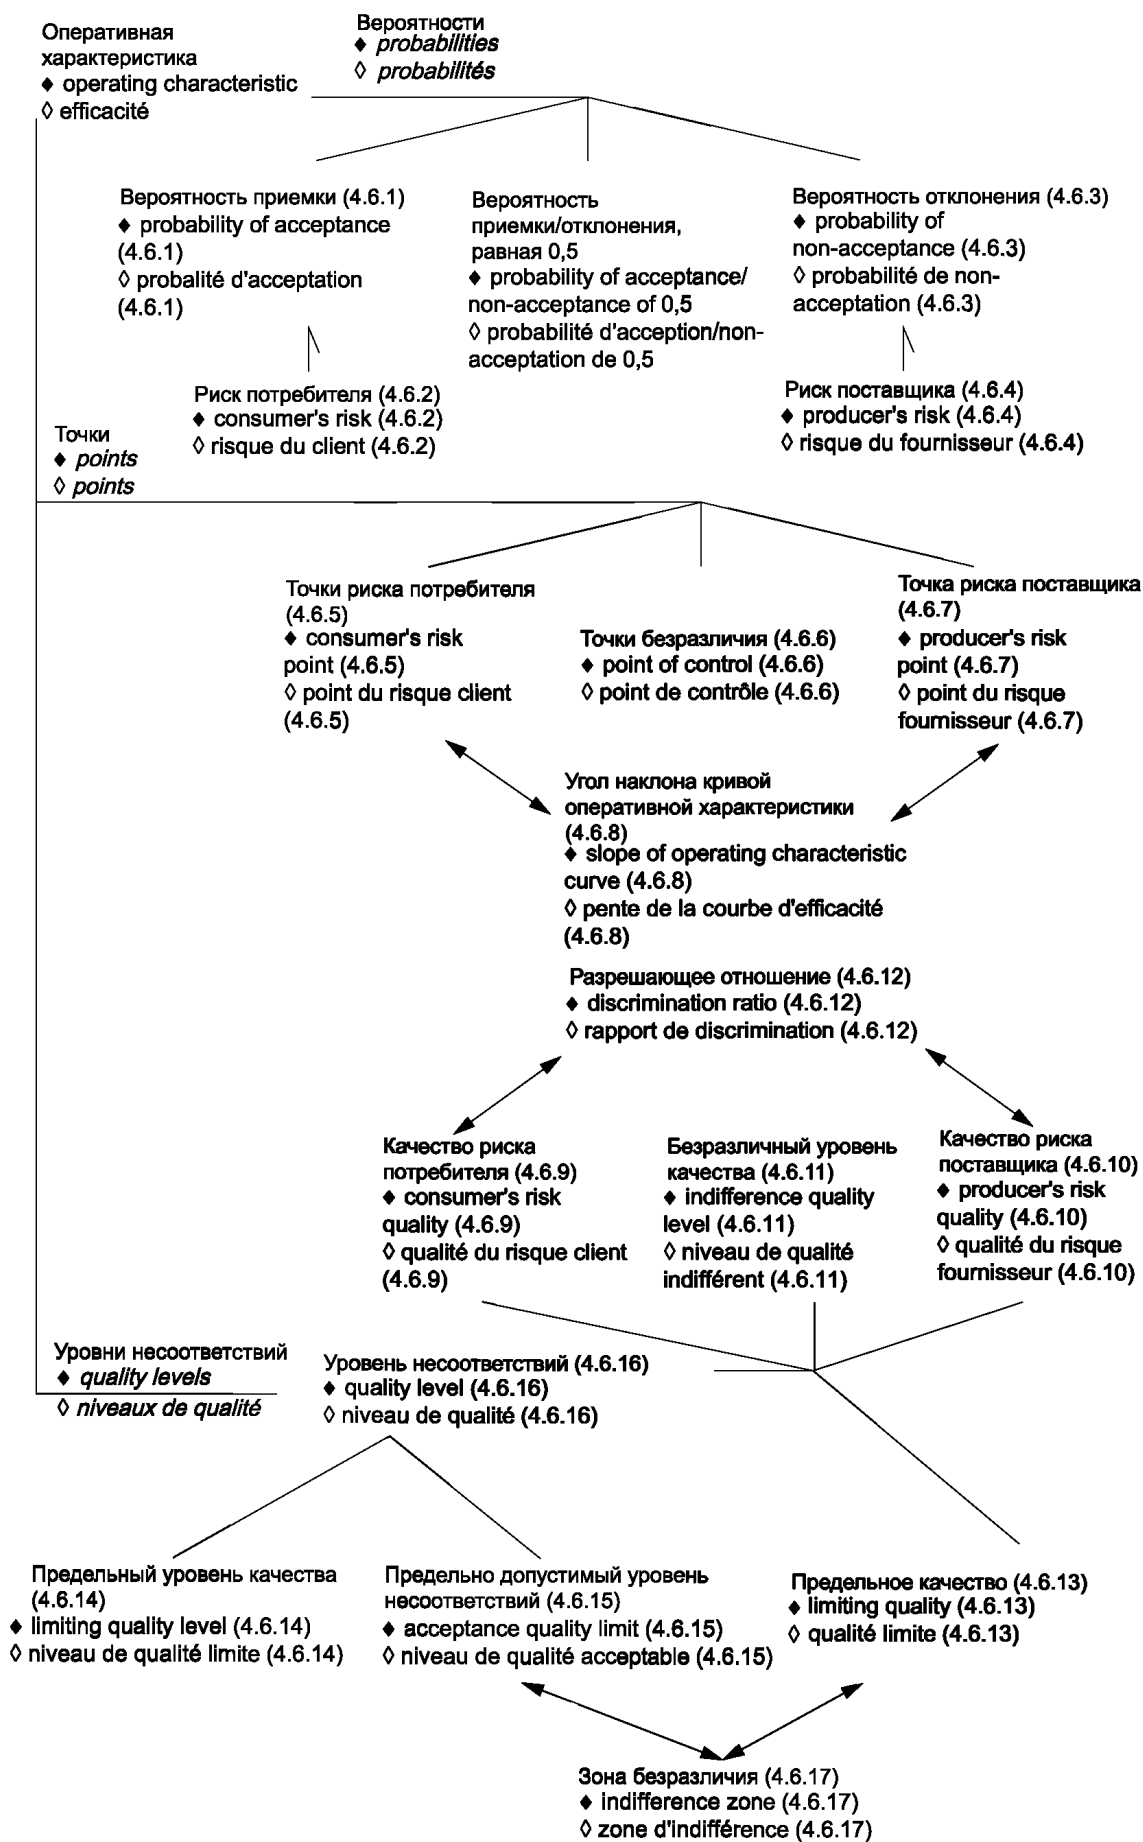 Оперативная
характеристика
♦ operating characteristic
◊ efficacité
Вероятности
♦ probabilities
◊ probabilités
Вероятность приемки (4.6.1)
♦ probability of acceptance
(4.6.1)
◊ probalité d'acceptation
(4.6.1)
Вероятность
приемки/отклонения,
равная 0,5
♦ probability of acceptance/
non-acceptance of 0,5
◊ probabilité d'acception/non-
acceptation de 0,5
Вероятность отклонения (4.6.3)
♦ probability of
non-acceptance (4.6.3)
◊ probabilité de non-
acceptation (4.6.3)
Риск потребителя (4.6.2)
♦ consumer's risk (4.6.2)
◊ risque du client (4.6.2)
Риск поставщика (4.6.4)
♦ producer's risk (4.6.4)
◊ risque du fournisseur (4.6.4)
Точки
♦ points
◊ points
Точки риска потребителя
(4.6.5)
♦ consumer's risk
point (4.6.5)
◊ point du risque client
(4.6.5)
Точки безразличия (4.6.6)
♦ point of control (4.6.6)
◊ point de contrôle (4.6.6)
Точка риска поставщика
(4.6.7)
♦ producer's risk
point (4.6.7)
◊ point du risque
fournisseur (4.6.7)
Угол наклона кривой
оперативной характеристики
(4.6.8)
♦ slope of operating characteristic
curve (4.6.8)
◊ pente de la courbe d'efficacité
(4.6.8)
Разрешающее отношение (4.6.12)
♦ discrimination ratio (4.6.12)
◊ rapport de discrimination (4.6.12)
Качество риска
потребителя (4.6.9)
♦ consumer's risk
quality (4.6.9)
◊ qualité du risque client
(4.6.9)
Безразличный уровень
качества (4.6.11)
♦ indifference quality
level (4.6.11)
◊ niveau de qualité
indifférent (4.6.11)
Качество риска
поставщика (4.6.10)
♦ producer's risk
quality (4.6.10)
◊ qualité du risque
fournisseur (4.6.10)
Уровни несоответствий
♦ quality levels
◊ niveaux de qualité
Уровень несоответствий (4.6.16)
♦ quality level (4.6.16)
◊ niveau de qualité (4.6.16)
Предельный уровень качества
(4.6.14)
♦ limiting quality level (4.6.14)
◊ niveau de qualité limite (4.6.14)
Предельно допустимый уровень
несоответствий (4.6.15)
♦ acceptance quality limit (4.6.15)
◊ niveau de qualité acceptable (4.6.15)
Предельное качество (4.6.13)
♦ limiting quality (4.6.13)
◊ qualité limite (4.6.13)
Зона безразличия (4.6.17)
♦ indifference zone (4.6.17)
◊ zone d'indifférence (4.6.17)